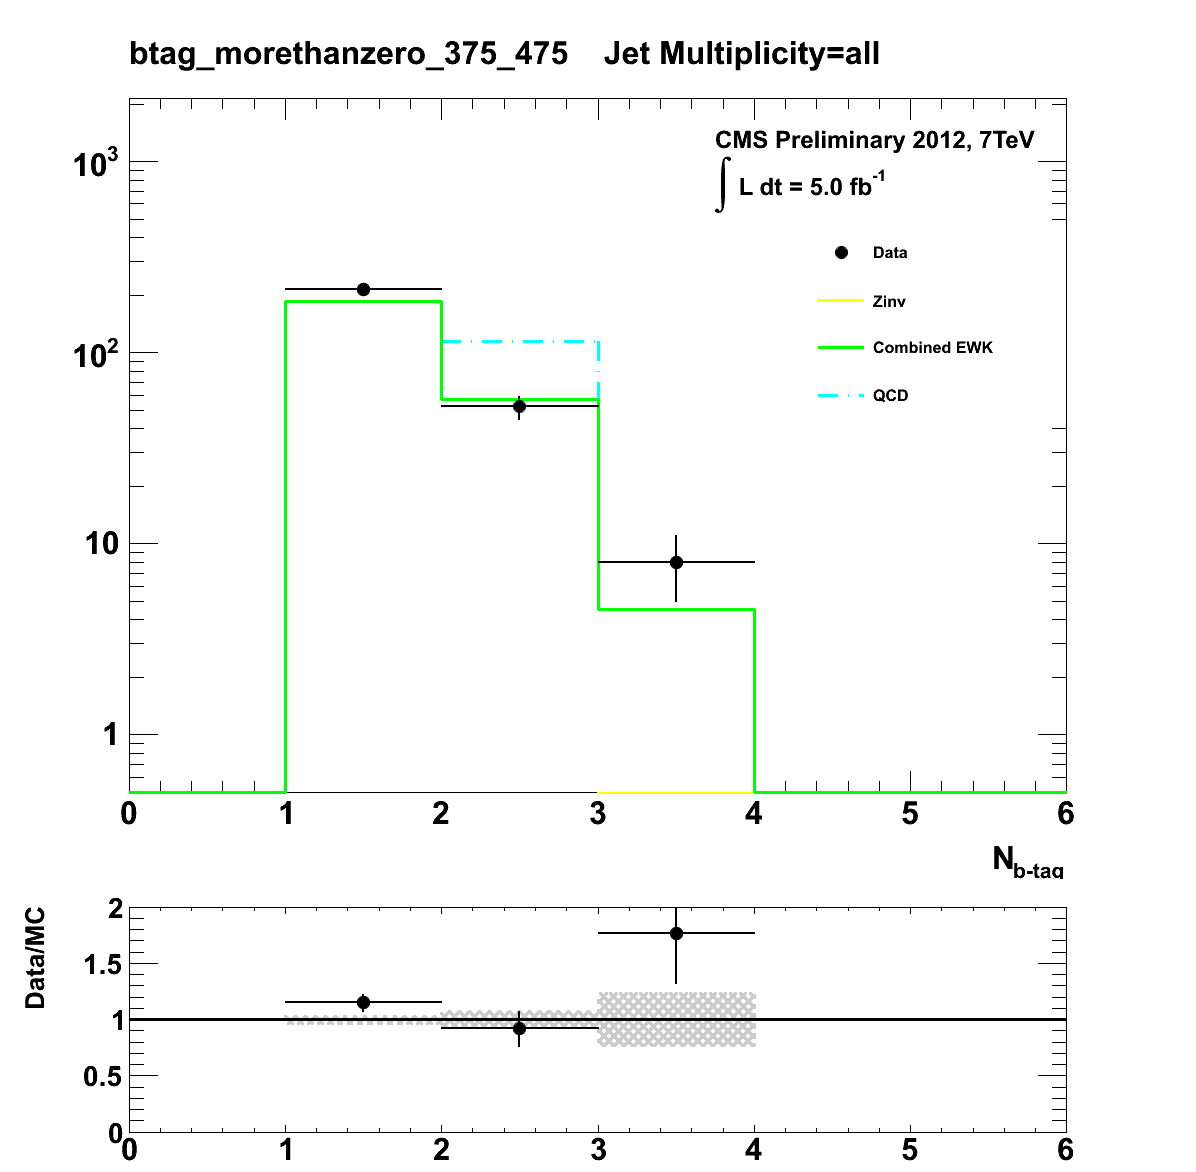 btag_morethanzero_375_475 Jet Multiplicity=all
CMS Preliminary 2012, 7TeV
∫ L dt = 5.0 fb⁻¹
Data
Zinv
Combined EWK
QCD
10³
10²
10
1
0 1 2 3 4 5 6
N b-tag
Data/MC
2
1.5
1
0.5
0
0 1 2 3 4 5 6